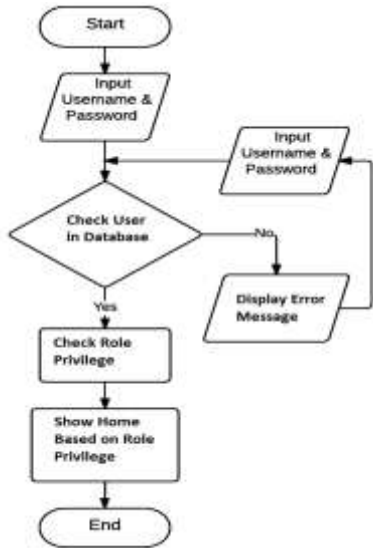 Start
Input
Username &
Password
Input
Username &
Password
Check User
in Database
No
Display Error
Message
Yes
Check Role
Privilege
Show Home
Based on Role
Privilege
End